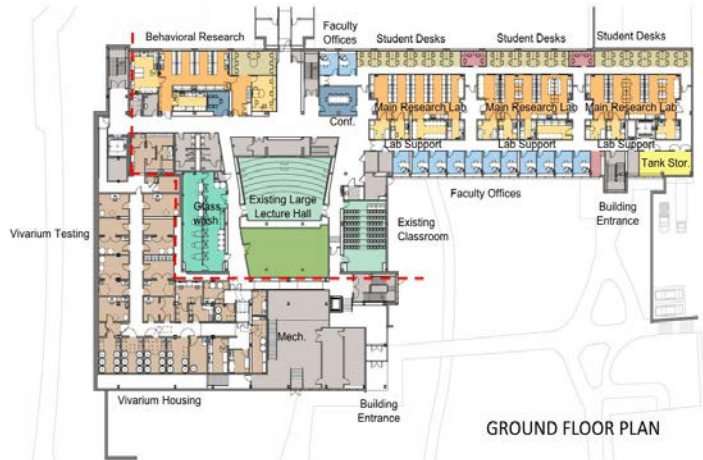 Behavioral Research
Faculty
Offices
Student Desks
Student Desks
Student Desks
Main Research Lab
Main Research Lab
Main Research Lab
Conf.
Lab Support
Lab Support
Lab Support
Tank Stor.
Existing Large
Lecture Hall
Glass
wash
Faculty Offices
Existing
Classroom
Building
Entrance
Vivarium Testing
Mech.
Vivarium Housing
Building
Entrance
GROUND FLOOR PLAN